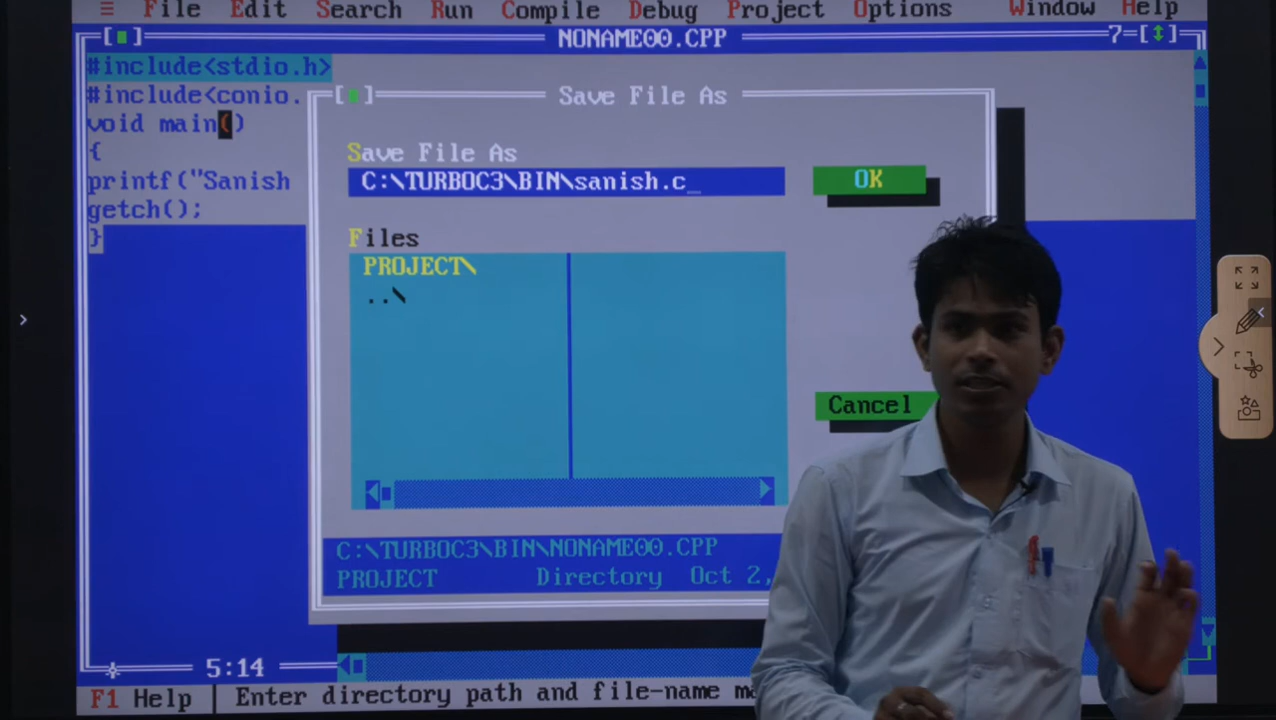 ≡ File Edit Search Run Compile Debug Project Options Window Help
NONAME00.CPP 7
#include<stdio.h>
#include<conio.
void main()
{
printf("Sanish
getch();
}
Save File As
Save File As
C:\TURBOC3\BIN\sanish.c_
OK
Files
PROJECT\
..\
Cancel
C:\TURBOC3\BIN\NONAME00.CPP
PROJECT Directory Oct 2,
5:14
F1 Help | Enter directory path and file-name